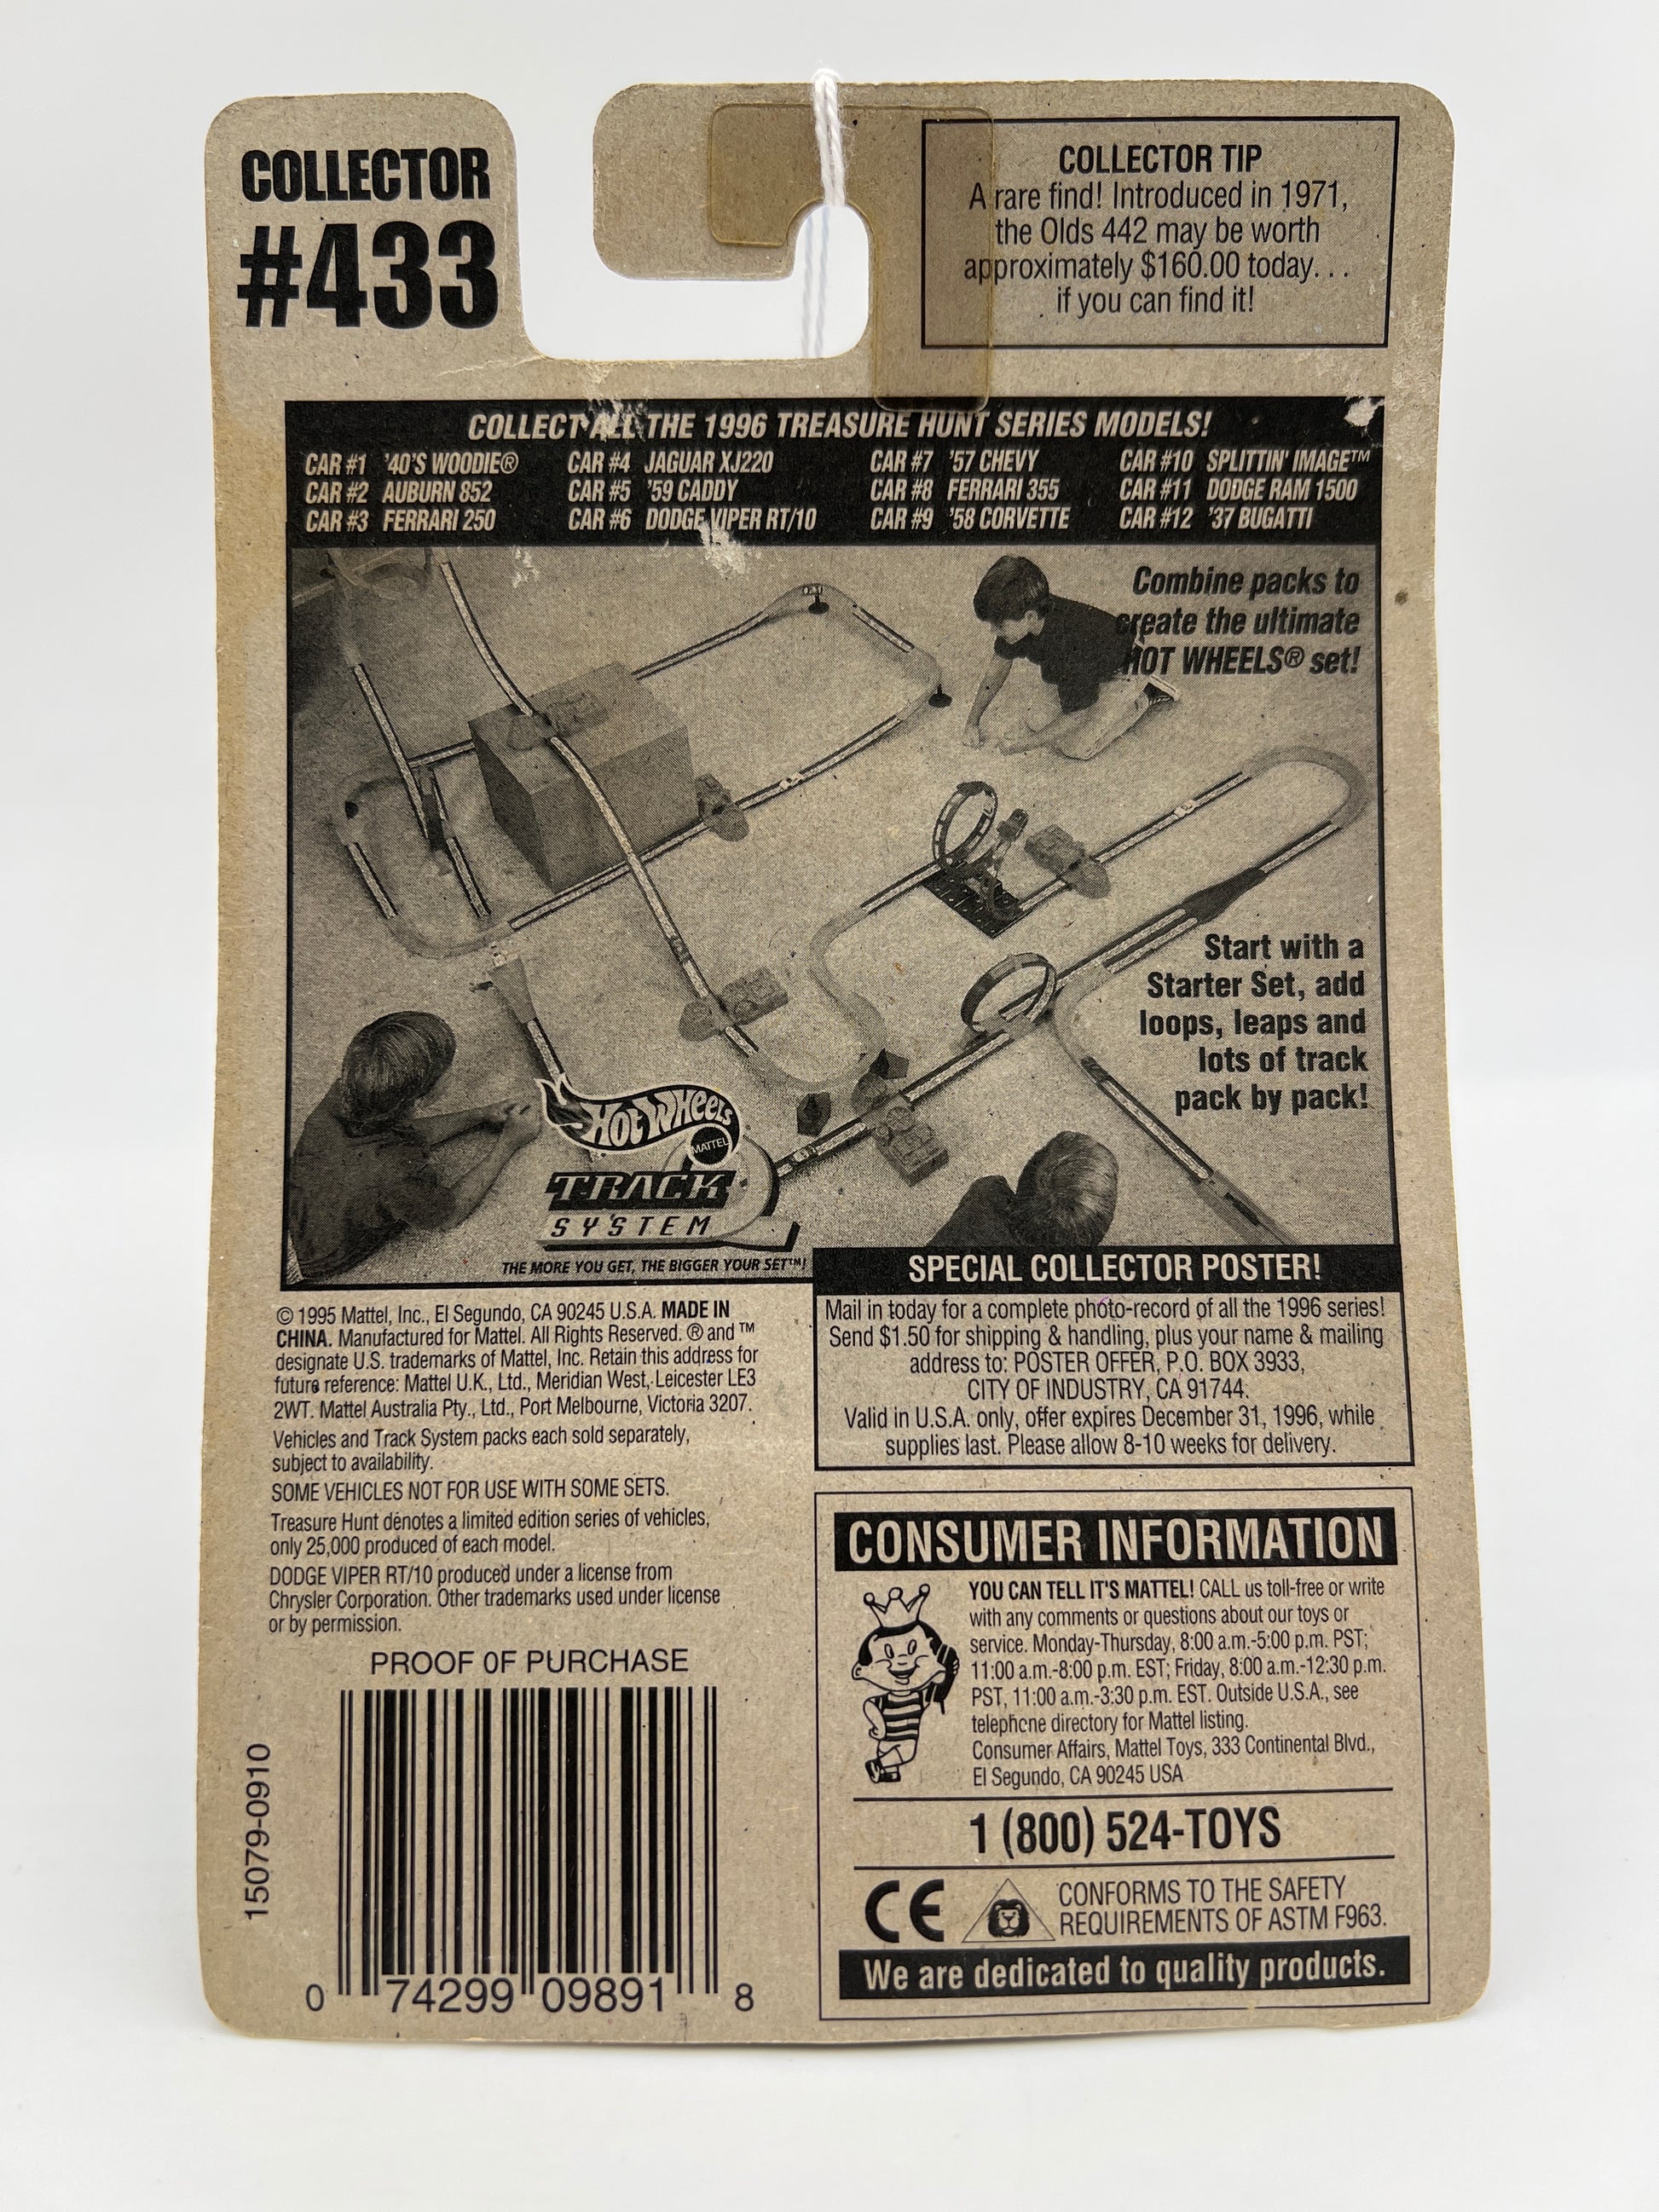 COLLECTOR
#433
COLLECTOR TIP
A rare find! Introduced in 1971,
the Olds 442 may be worth
approximately $160.00 today. . .
if you can find it!
COLLECT ALL THE 1996 TREASURE HUNT SERIES MODELS!
CAR #1 '40'S WOODIE®
CAR #2 AUBURN 852
CAR #3 FERRARI 250
CAR #4 JAGUAR XJ220
CAR #5 '59 CADDY
CAR #6 DODGE VIPER RT/10
CAR #7 '57 CHEVY
CAR #8 FERRARI 355
CAR #9 '58 CORVETTE
CAR #10 SPLITTIN' IMAGE™
CAR #11 DODGE RAM 1500
CAR #12 '37 BUGATTI
Combine packs to
create the ultimate
HOT WHEELS® set!
Start with a
Starter Set, add
loops, leaps and
lots of track
pack by pack!
HOT WHEELS
MATTEL
TRACK
SYSTEM
THE MORE YOU GET, THE BIGGER YOUR SET™!
© 1995 Mattel, Inc., El Segundo, CA 90245 U.S.A. MADE IN
CHINA. Manufactured for Mattel. All Rights Reserved. ® and ™
designate U.S. trademarks of Mattel, Inc. Retain this address for
future reference: Mattel U.K., Ltd., Meridian West, Leicester LE3
2WT. Mattel Australia Pty., Ltd., Port Melbourne, Victoria 3207.
Vehicles and Track System packs each sold separately,
subject to availability.
SOME VEHICLES NOT FOR USE WITH SOME SETS.
Treasure Hunt denotes a limited edition series of vehicles,
only 25,000 produced of each model.
DODGE VIPER RT/10 produced under a license from
Chrysler Corporation. Other trademarks used under license
or by permission.
PROOF OF PURCHASE
15079-0910
0 74299 09891 8
SPECIAL COLLECTOR POSTER!
Mail in today for a complete photo-record of all the 1996 series!
Send $1.50 for shipping & handling, plus your name & mailing
address to: POSTER OFFER, P.O. BOX 3933,
CITY OF INDUSTRY, CA 91744.
Valid in U.S.A. only, offer expires December 31, 1996, while
supplies last. Please allow 8-10 weeks for delivery.
CONSUMER INFORMATION
YOU CAN TELL IT'S MATTEL! CALL us toll-free or write
with any comments or questions about our toys or
service. Monday-Thursday, 8:00 a.m.-5:00 p.m. PST;
11:00 a.m.-8:00 p.m. EST; Friday, 8:00 a.m.-12:30 p.m.
PST, 11:00 a.m.-3:30 p.m. EST. Outside U.S.A., see
telephone directory for Mattel listing.
Consumer Affairs, Mattel Toys, 333 Continental Blvd.,
El Segundo, CA 90245 USA
1 (800) 524-TOYS
CE
CONFORMS TO THE SAFETY
REQUIREMENTS OF ASTM F963.
We are dedicated to quality products.